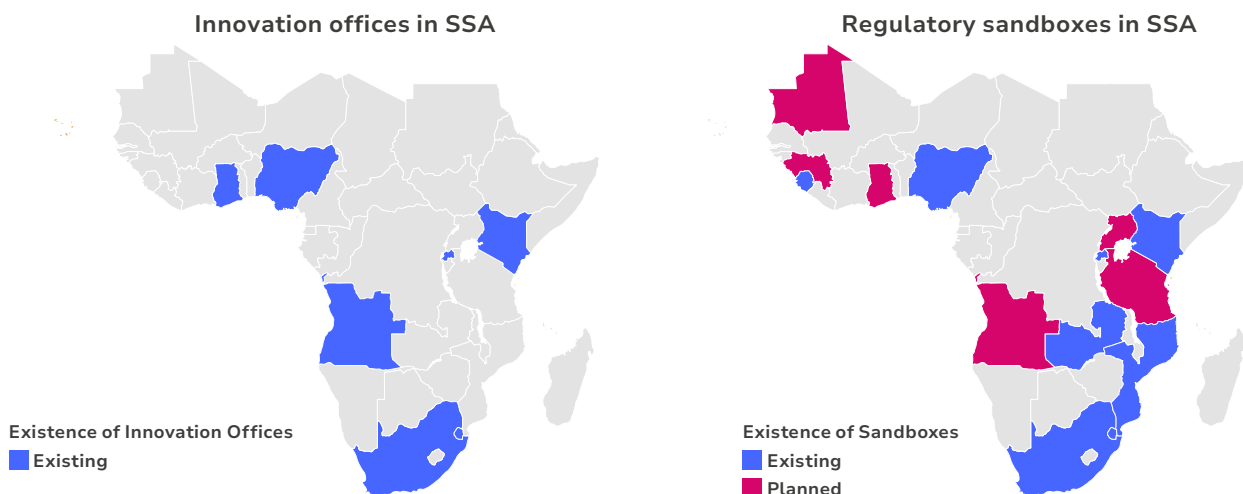 Innovation offices in SSA
Existence of Innovation Offices
Existing
Regulatory sandboxes in SSA
Existence of Sandboxes
Existing
Planned